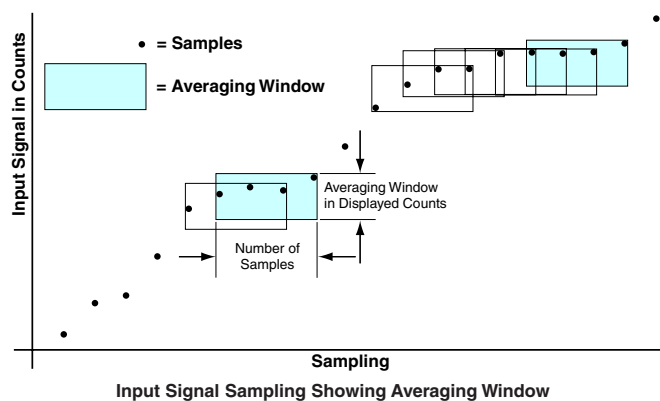 Input Signal in Counts
= Samples
= Averaging Window
Averaging Window
in Displayed Counts
Number of
Samples
Sampling
Input Signal Sampling Showing Averaging Window